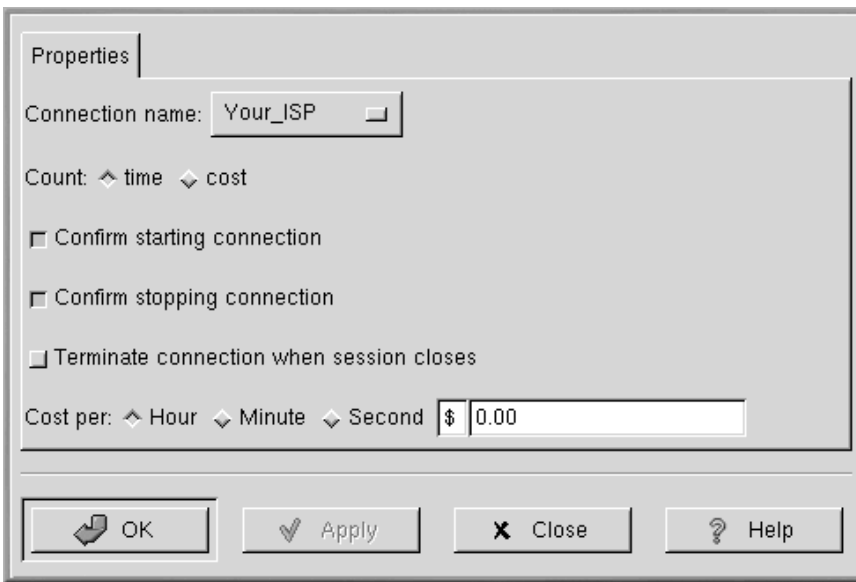 Properties
Connection name: Your_ISP
Count: time cost
Confirm starting connection
Confirm stopping connection
Terminate connection when session closes
Cost per: Hour Minute Second $ 0.00
OK Apply Close Help